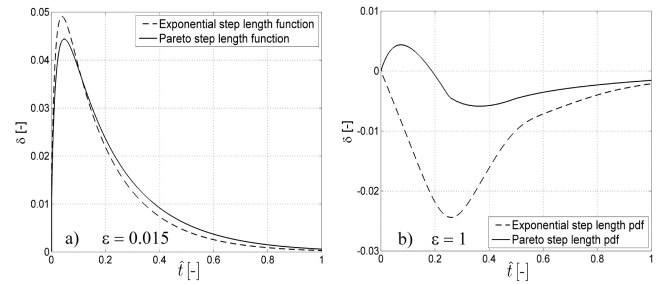 0.05
0.04
0.03
0.02
0.01
0
δ [-]
Exponential step length function
Pareto step length function
a) ε = 0.015
0 0.2 0.4 0.6 0.8 1
t̂ [-]
0.01
0
-0.01
-0.02
-0.03
δ [-]
Exponential step length pdf
Pareto step length pdf
b) ε = 1
0 0.2 0.4 0.6 0.8 1
t̂ [-]